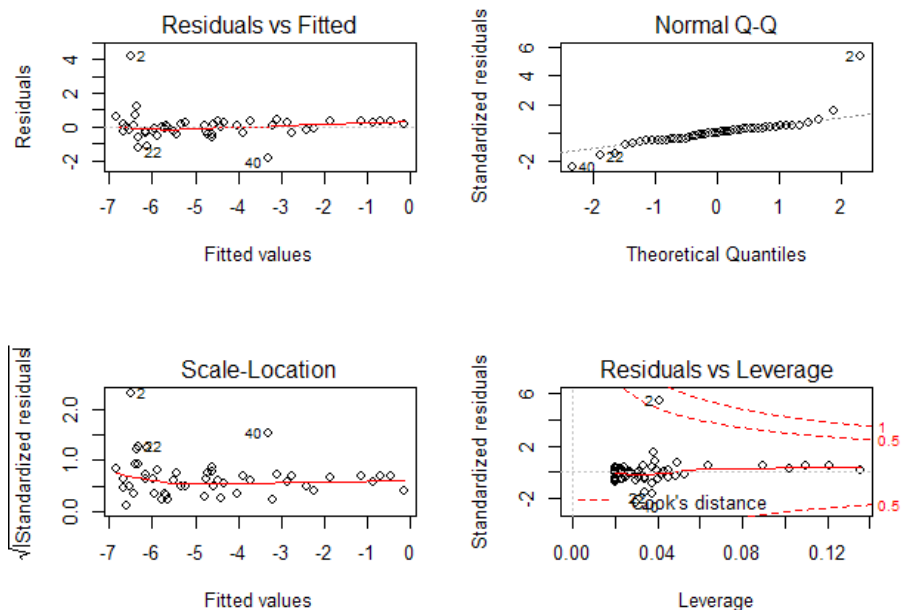 Residuals vs Fitted
Residuals
4
2
0
-2
2
22
40
-7 -6 -5 -4 -3 -2 -1 0
Fitted values
Normal Q-Q
Standardized residuals
6
2
-2
2
40
22
-2 -1 0 1 2
Theoretical Quantiles
Scale-Location
√|Standardized residuals|
2.0
1.0
0.0
2
22
40
-7 -6 -5 -4 -3 -2 -1 0
Fitted values
Residuals vs Leverage
Standardized residuals
6
2
-2
2
1
0.5
0.5
40
Cook's distance
0.00 0.04 0.08 0.12
Leverage